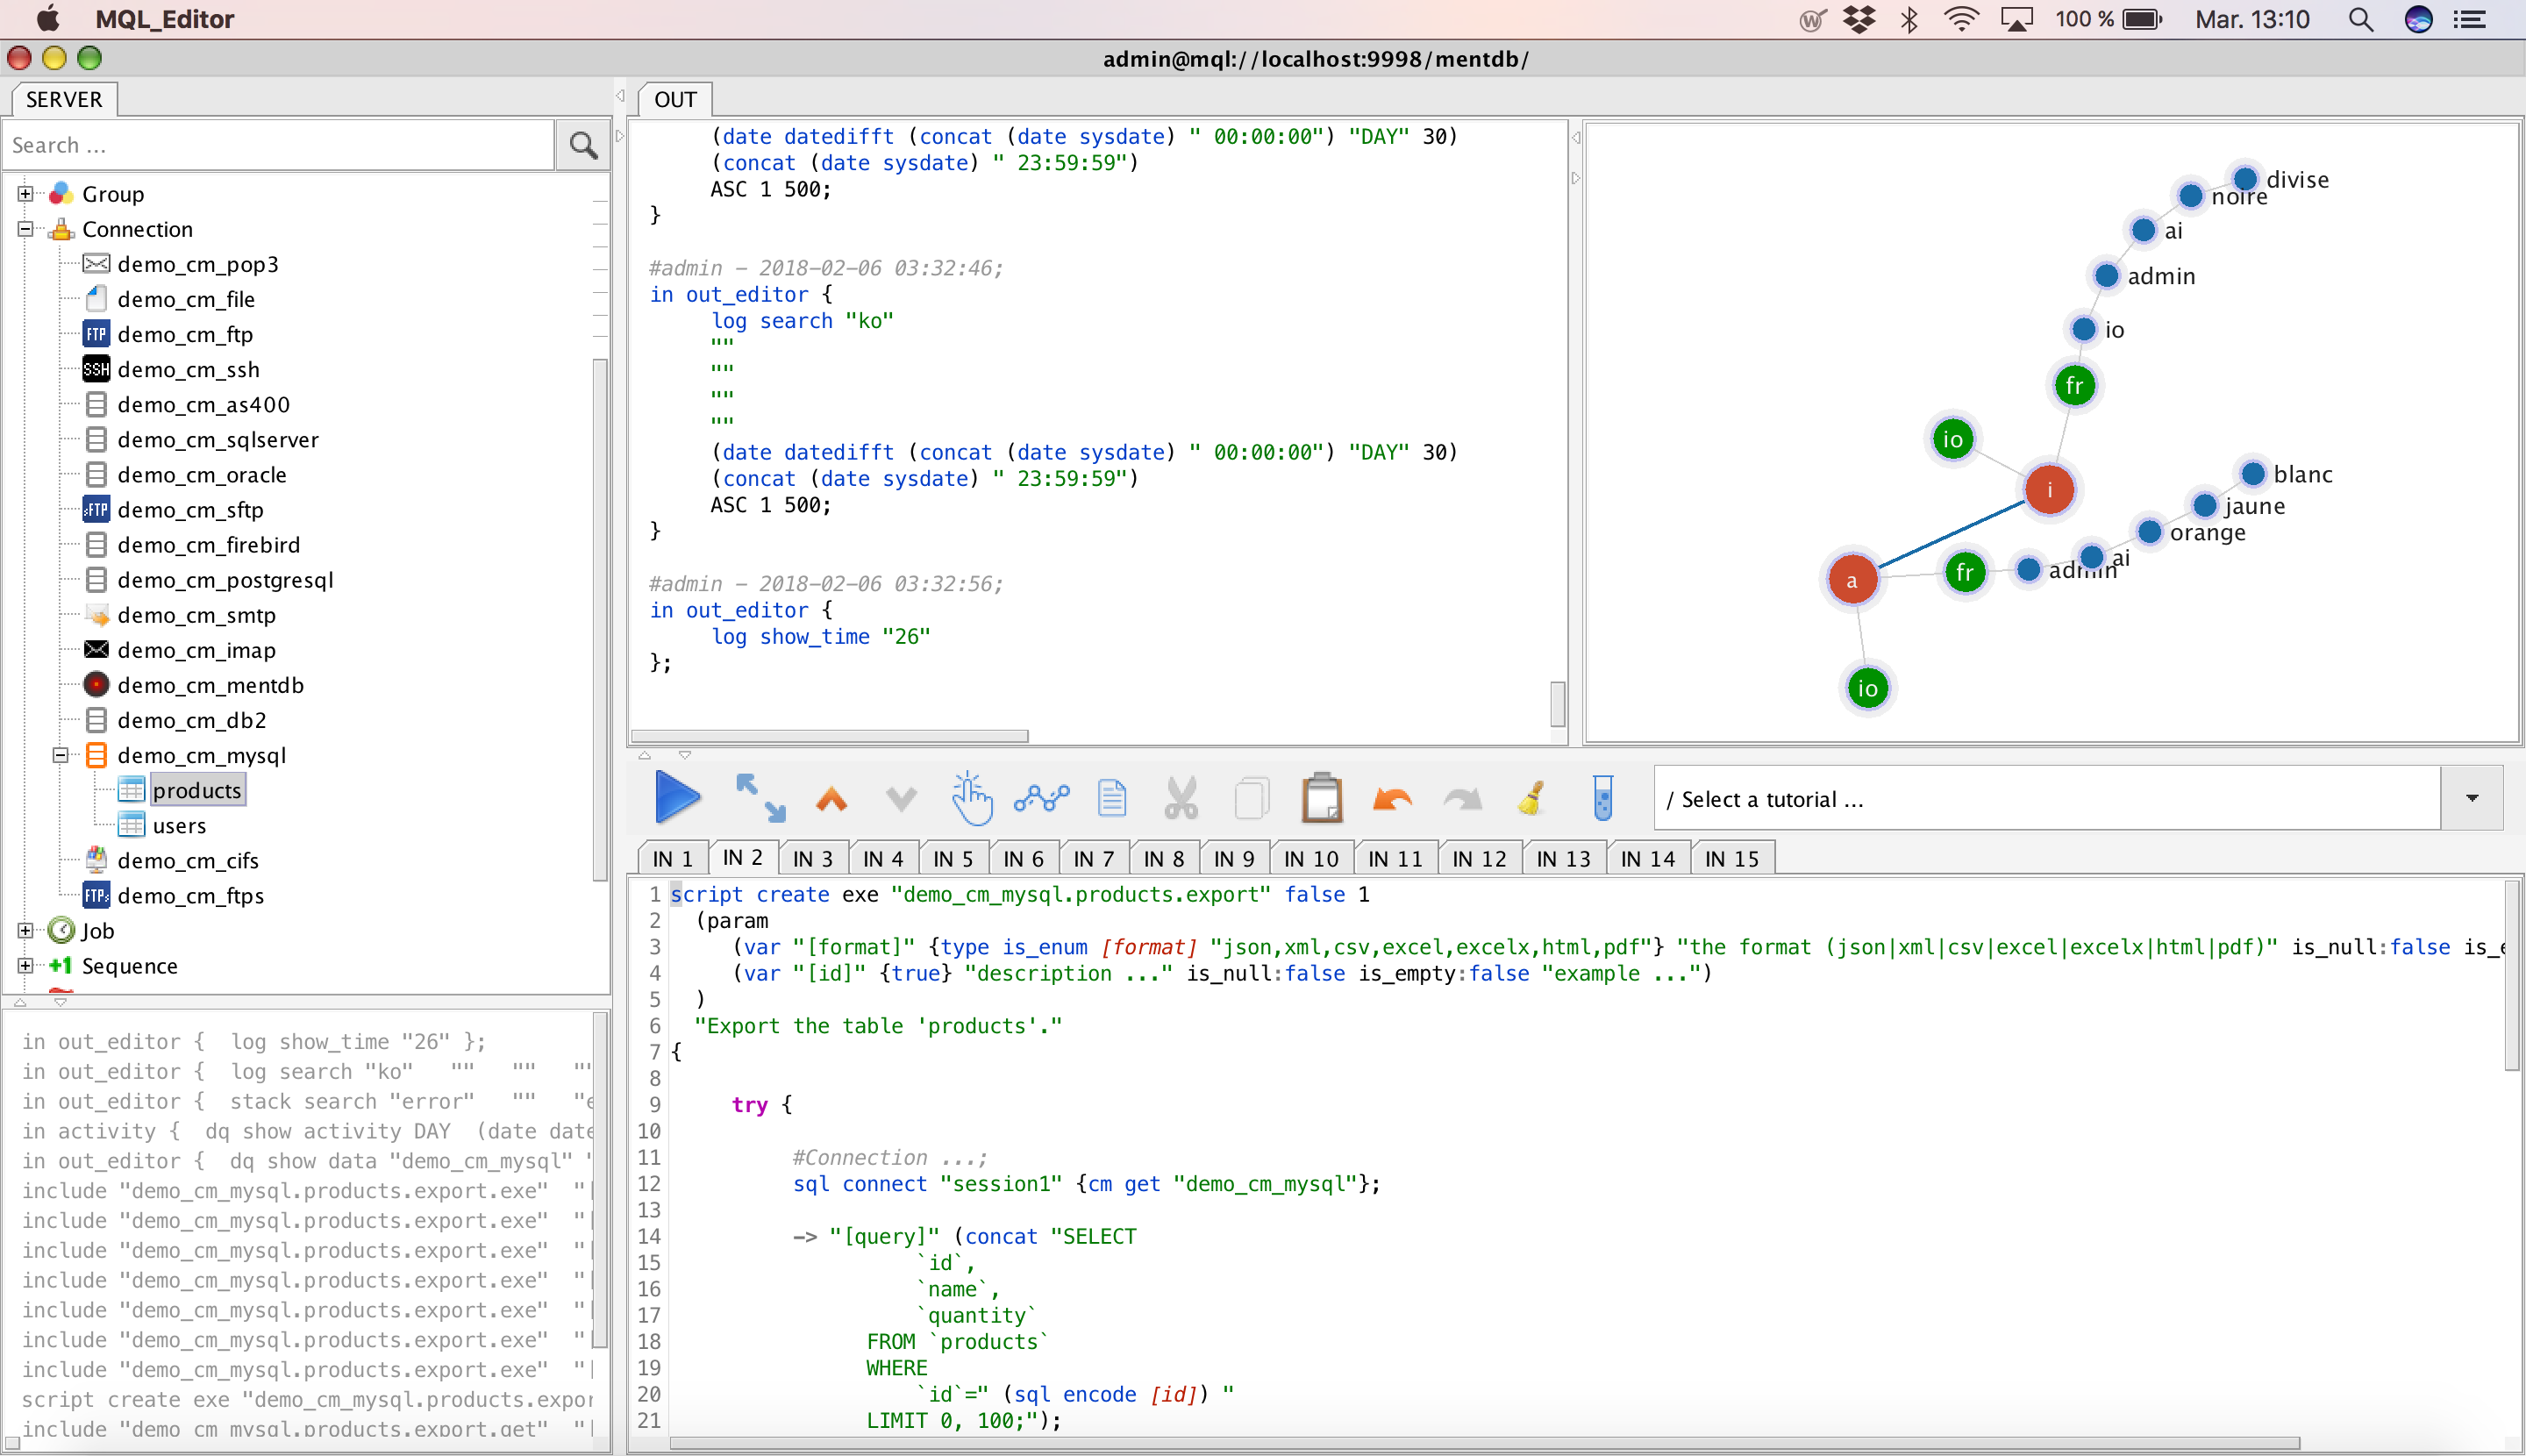 MQL_Editor
100 %
Mar. 13:10
admin@mql://localhost:9998/mentdb/
SERVER
Search ...
Group
Connection
demo_cm_pop3
demo_cm_file
FTP demo_cm_ftp
SSH demo_cm_ssh
demo_cm_as400
demo_cm_sqlserver
demo_cm_oracle
sFTP demo_cm_sftp
demo_cm_firebird
demo_cm_postgresql
demo_cm_smtp
demo_cm_imap
demo_cm_mentdb
demo_cm_db2
demo_cm_mysql
products
users
demo_cm_cifs
FTPs demo_cm_ftps
Job
+1 Sequence
in out_editor {  log show_time "26" };
in out_editor {  log search "ko"   ""   ""   ""
in out_editor {  stack search "error"   ""   "e
in activity {  dq show activity DAY  (date date
in out_editor {  dq show data "demo_cm_mysql" "
include "demo_cm_mysql.products.export.exe"  "[
include "demo_cm_mysql.products.export.exe"  "[
include "demo_cm_mysql.products.export.exe"  "[
include "demo_cm_mysql.products.export.exe"  "[
include "demo_cm_mysql.products.export.exe"  "[
include "demo_cm_mysql.products.export.exe"  "[
include "demo_cm_mysql.products.export.exe"  "[
script create exe "demo_cm_mysql.products.expor
include "demo_cm_mysql.products.export.get"  "[
OUT
(date datedifft (concat (date sysdate) " 00:00:00") "DAY" 30)
(concat (date sysdate) " 23:59:59")
ASC 1 500;
}
#admin - 2018-02-06 03:32:46;
in out_editor {
log search "ko"
""
""
""
""
(date datedifft (concat (date sysdate) " 00:00:00") "DAY" 30)
(concat (date sysdate) " 23:59:59")
ASC 1 500;
}
#admin - 2018-02-06 03:32:56;
in out_editor {
log show_time "26"
};
divise
noire
ai
admin
io
fr
io
i
blanc
jaune
orange
ai
admin
fr
a
io
/ Select a tutorial ...
IN 1 IN 2 IN 3 IN 4 IN 5 IN 6 IN 7 IN 8 IN 9 IN 10 IN 11 IN 12 IN 13 IN 14 IN 15
1 script create exe "demo_cm_mysql.products.export" false 1
2 (param
3 (var "[format]" {type is_enum [format] "json,xml,csv,excel,excelx,html,pdf"} "the format (json|xml|csv|excel|excelx|html|pdf)" is_null:false is_e
4 (var "[id]" {true} "description ..." is_null:false is_empty:false "example ...")
5 )
6 "Export the table 'products'."
7 {
8
9 try {
10
11 #Connection ...;
12 sql connect "session1" {cm get "demo_cm_mysql"};
13
14 -> "[query]" (concat "SELECT
15 `id`,
16 `name`,
17 `quantity`
18 FROM `products`
19 WHERE
20 `id`=" (sql encode [id]) "
21 LIMIT 0, 100;");